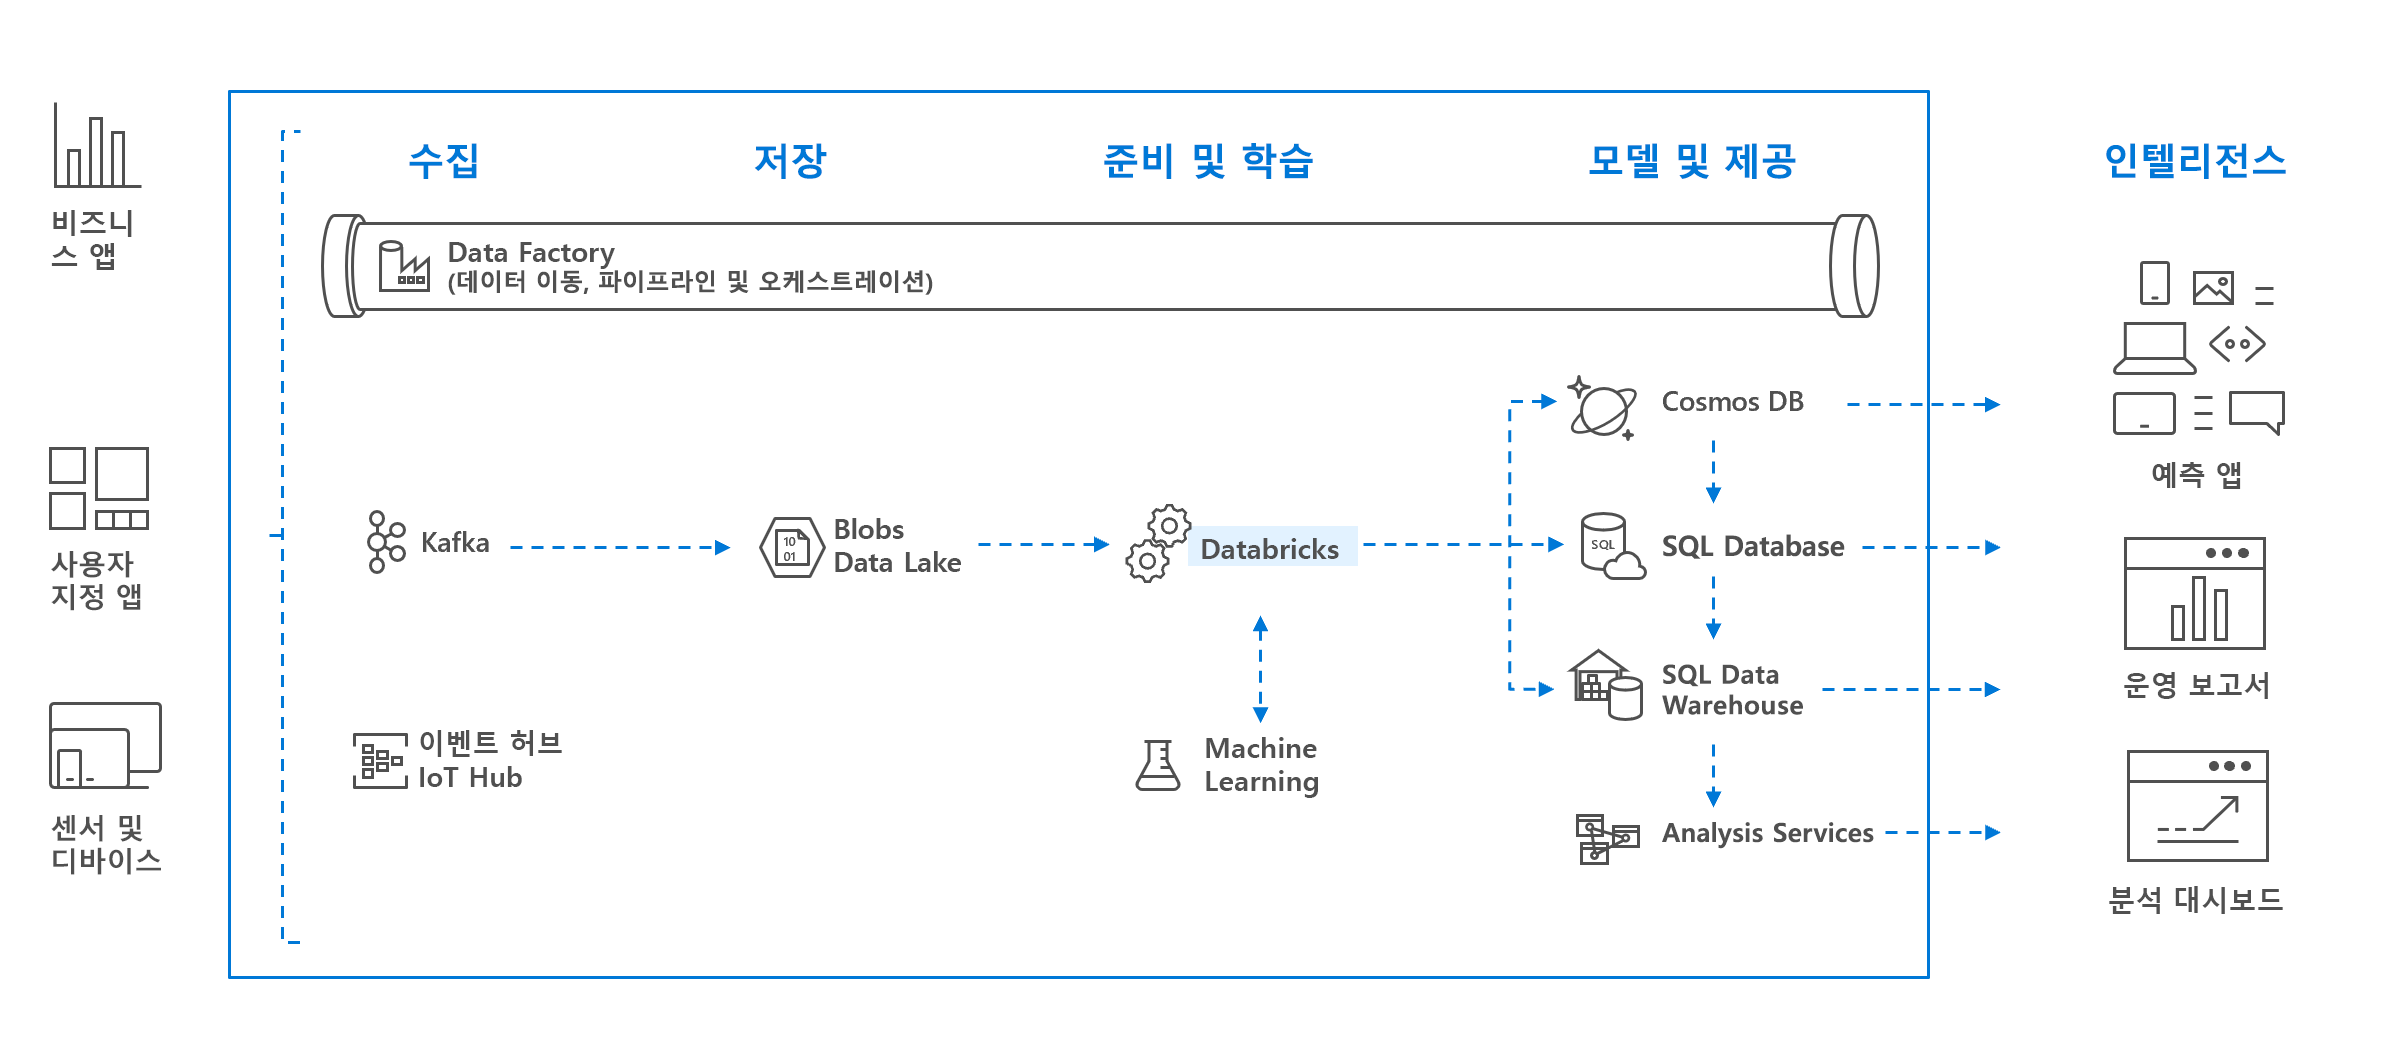 비즈니
스 앱
사용자
지정 앱
센서 및
디바이스
수집
저장
준비 및 학습
모델 및 제공
인텔리전스
Data Factory
(데이터 이동, 파이프라인 및 오케스트레이션)
Kafka
이벤트 허브
IoT Hub
10
01
Blobs
Data Lake
Databricks
Machine
Learning
Cosmos DB
SQL
SQL Database
SQL Data
Warehouse
Analysis Services
예측 앱
운영 보고서
분석 대시보드